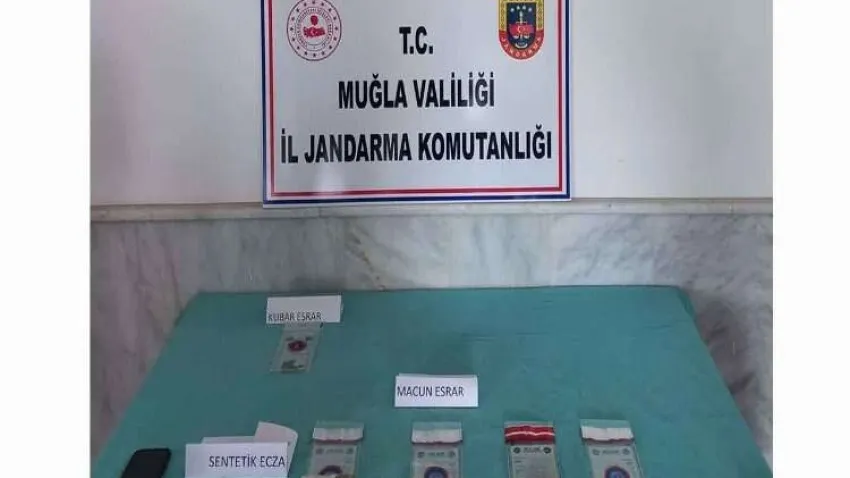 T.C.
MUĞLA VALİLİĞİ
İL JANDARMA KOMUTANLIĞI
KUBAR ESRAR
MACUN ESRAR
SENTETİK ECZA